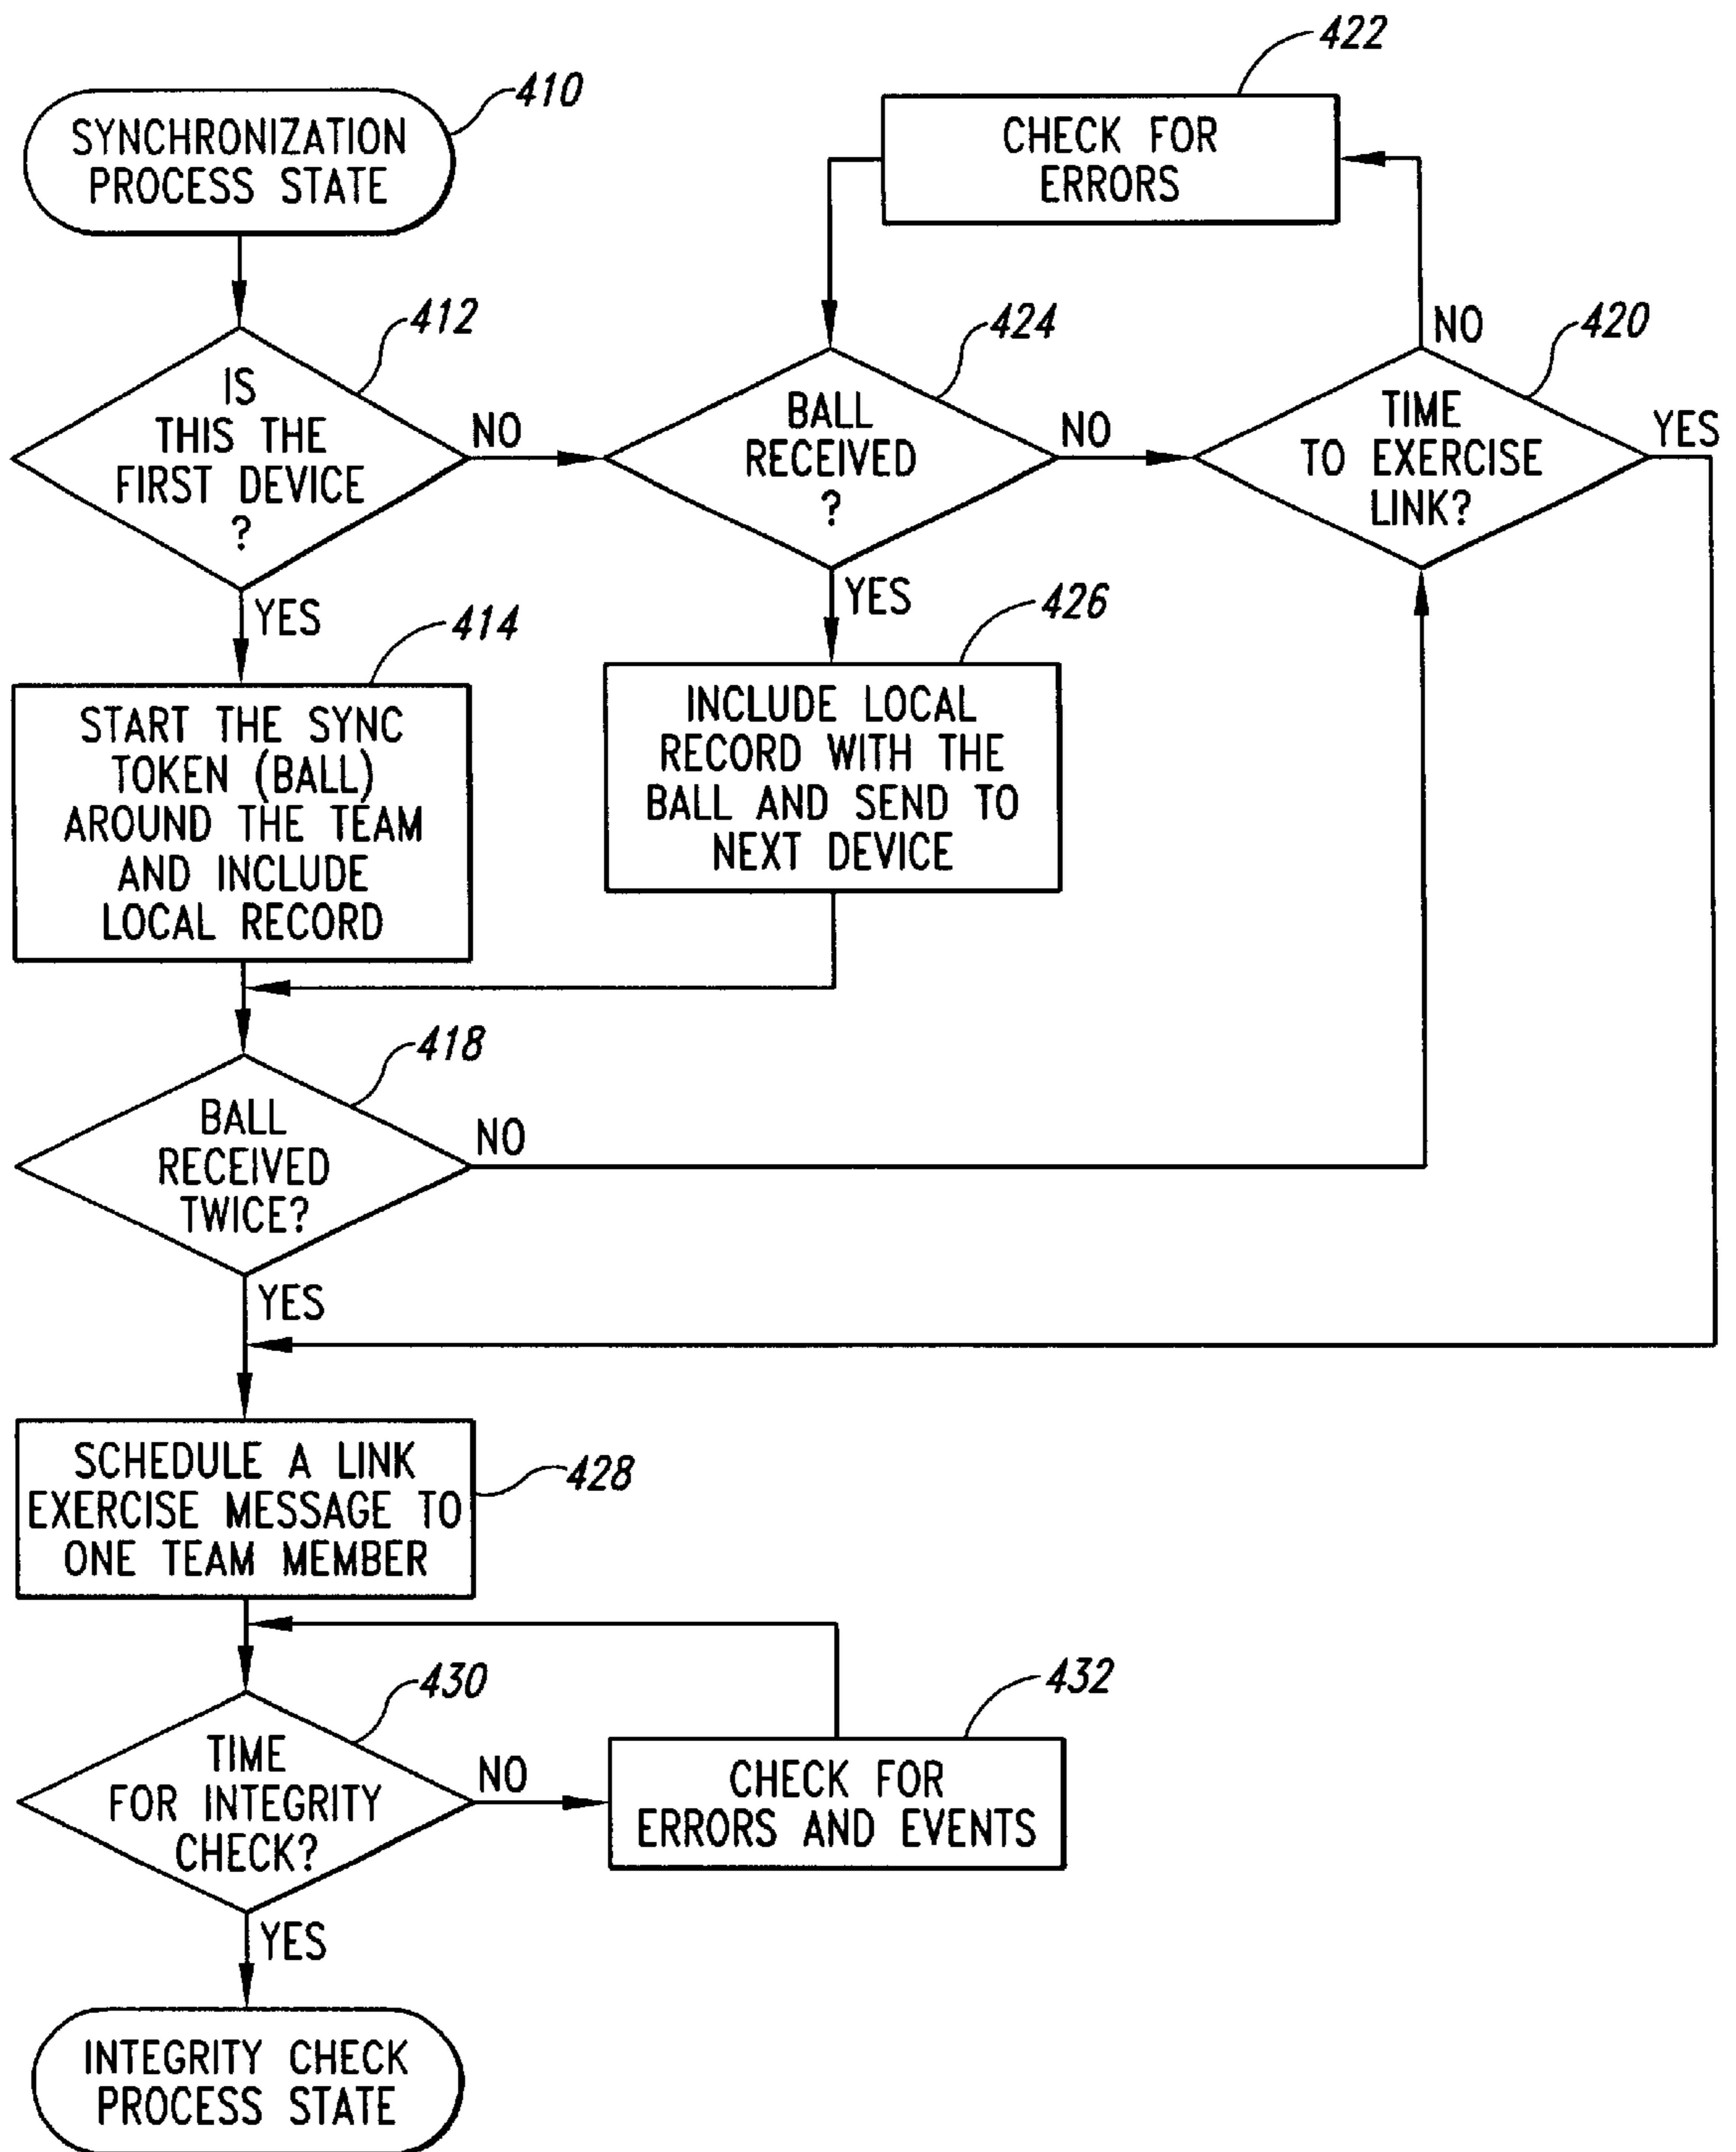 410
SYNCHRONIZATION
PROCESS STATE
422
CHECK FOR
ERRORS
412
IS
THIS THE
FIRST DEVICE
?
NO
YES
424
BALL
RECEIVED
?
NO
YES
420
TIME
TO EXERCISE
LINK?
NO
YES
414
START THE SYNC
TOKEN (BALL)
AROUND THE TEAM
AND INCLUDE
LOCAL RECORD
426
INCLUDE LOCAL
RECORD WITH THE
BALL AND SEND TO
NEXT DEVICE
418
BALL
RECEIVED
TWICE?
NO
YES
SCHEDULE A LINK
EXERCISE MESSAGE TO
ONE TEAM MEMBER
428
430
TIME
FOR INTEGRITY
CHECK?
NO
YES
432
CHECK FOR
ERRORS AND EVENTS
INTEGRITY CHECK
PROCESS STATE